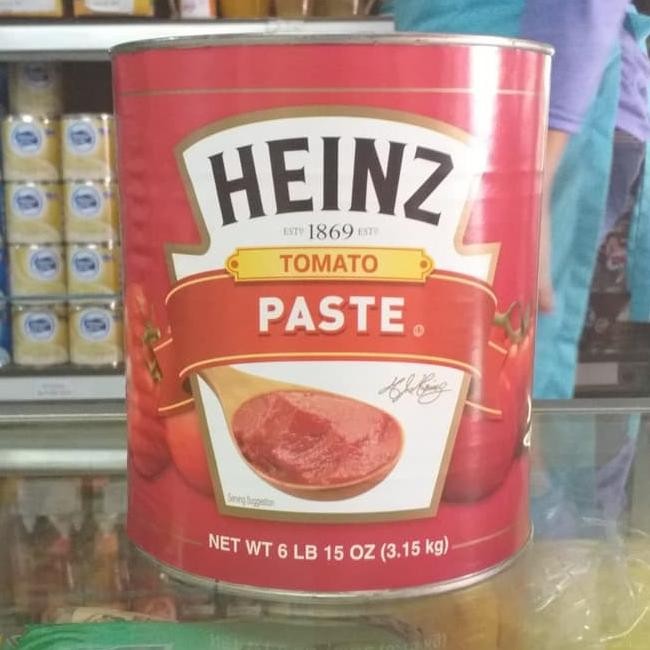 HEINZ
ESTD 1869 ESTD
TOMATO
PASTE
Serving Suggestion
NET WT 6 LB 15 OZ (3.15 kg)